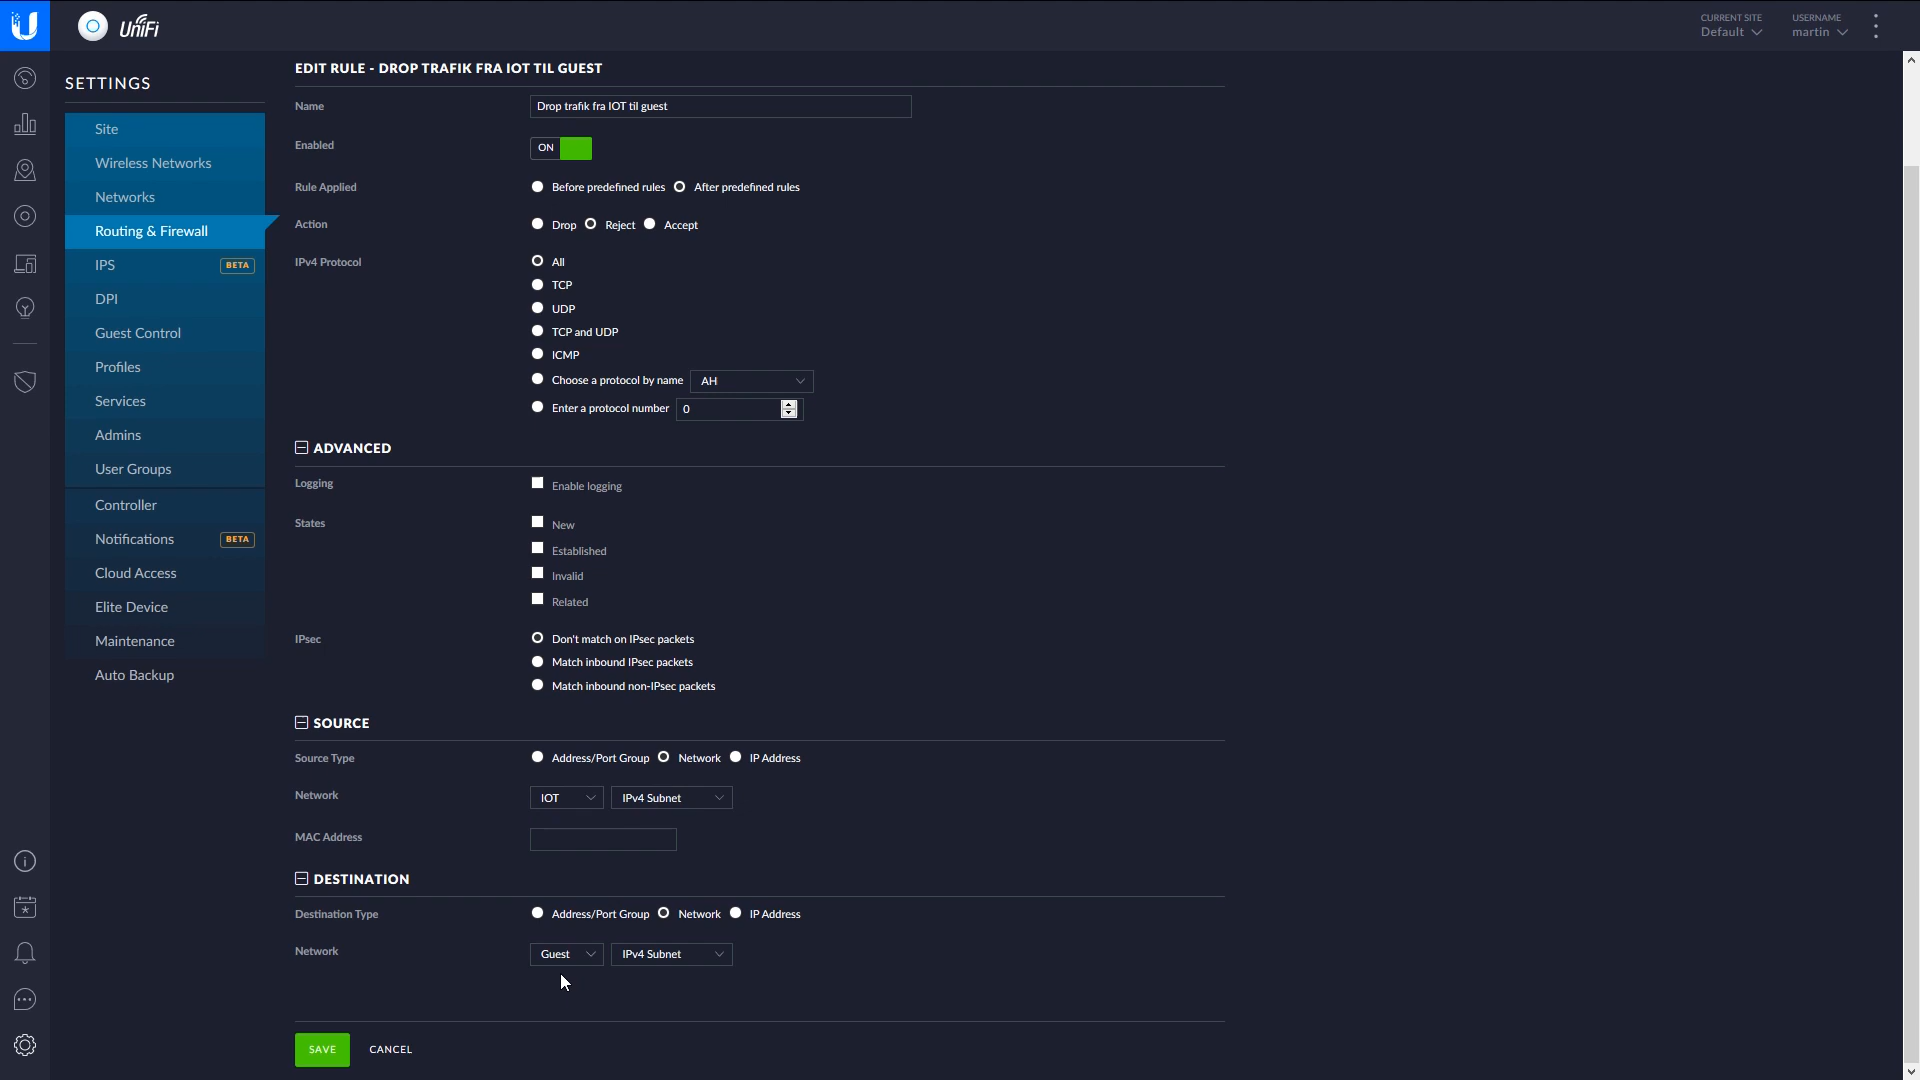 UniFi
CURRENT SITE
Default
USERNAME
martin
SETTINGS
Site
Wireless Networks
Networks
Routing & Firewall
IPS BETA
DPI
Guest Control
Profiles
Services
Admins
User Groups
Controller
Notifications BETA
Cloud Access
Elite Device
Maintenance
Auto Backup
EDIT RULE - DROP TRAFIK FRA IOT TIL GUEST
Name Drop trafik fra IOT til guest
Enabled ON
Rule Applied Before predefined rules After predefined rules
Action Drop Reject Accept
IPv4 Protocol All
TCP
UDP
TCP and UDP
ICMP
Choose a protocol by name AH
Enter a protocol number 0
ADVANCED
Logging Enable logging
States New
Established
Invalid
Related
IPsec Don't match on IPsec packets
Match inbound IPsec packets
Match inbound non-IPsec packets
SOURCE
Source Type Address/Port Group Network IP Address
Network IOT IPv4 Subnet
MAC Address
DESTINATION
Destination Type Address/Port Group Network IP Address
Network Guest IPv4 Subnet
SAVE CANCEL